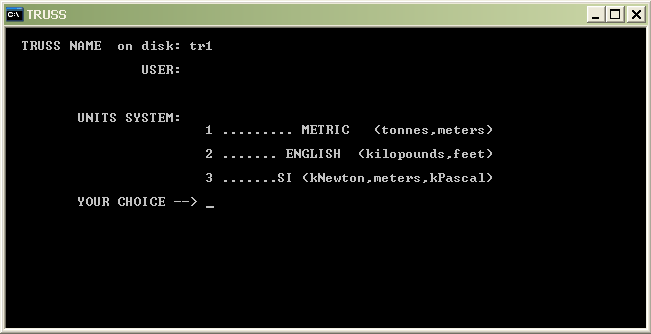 TRUSS
TRUSS NAME on disk: tr1
USER:
UNITS SYSTEM:
1 ......... METRIC (tonnes,meters)
2 ....... ENGLISH (kilopounds,feet)
3 .......SI (kNewton,meters,kPascal)
YOUR CHOICE --> _